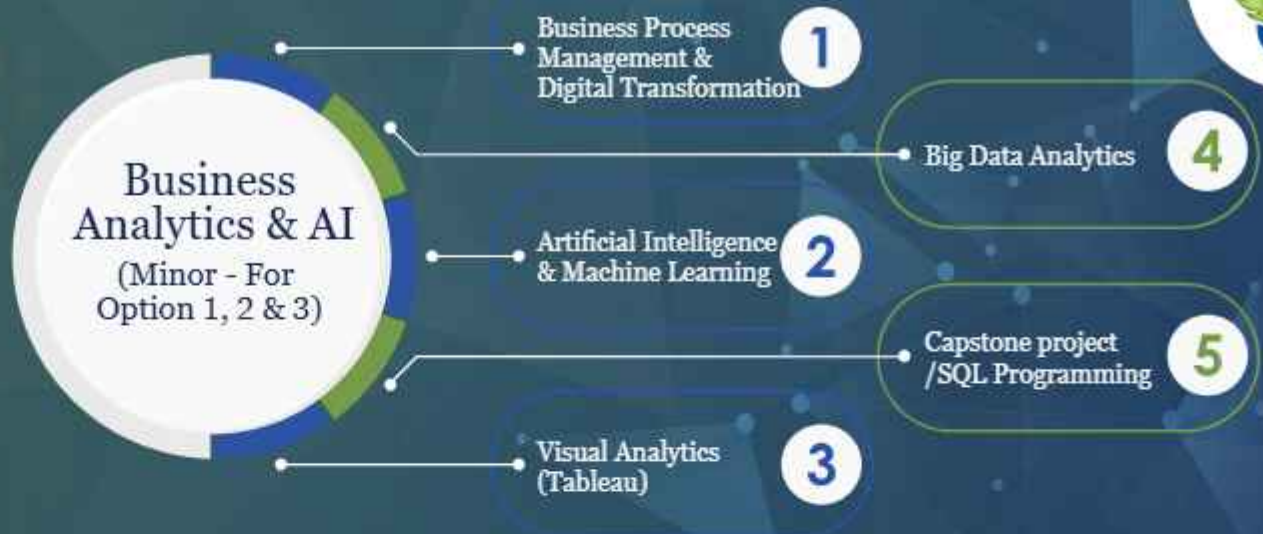 Business
Analytics & AI
(Minor - For
Option 1, 2 & 3)
Business Process
Management &
Digital Transformation
1
Big Data Analytics
4
Artificial Intelligence
& Machine Learning
2
Capstone project
/SQL Programming
5
Visual Analytics
(Tableau)
3